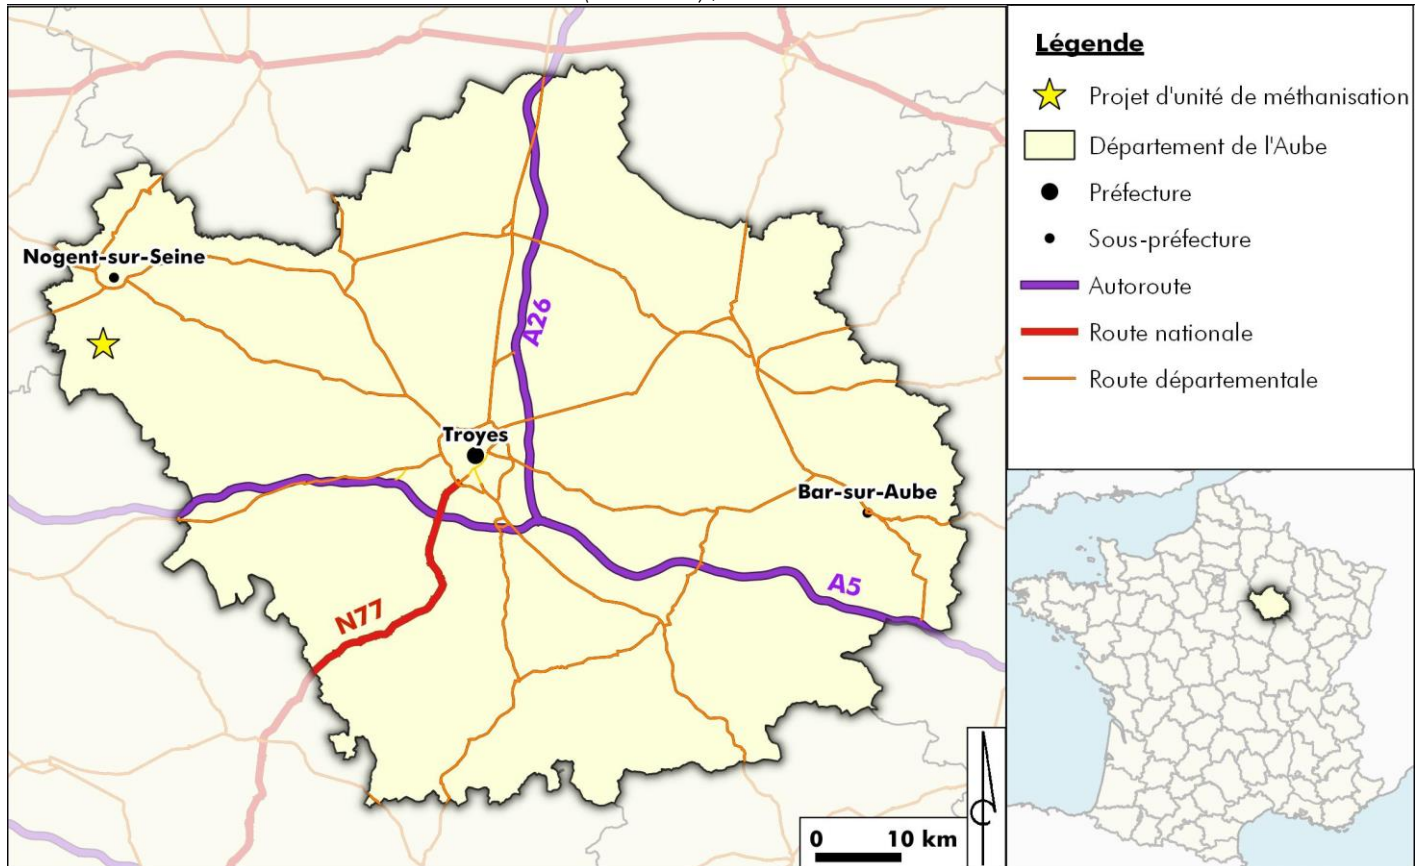 Légende
Projet d'unité de méthanisation
Département de l'Aube
Préfecture
Sous-préfecture
Autoroute
Route nationale
Route départementale
Nogent-sur-Seine
A26
Troyes
Bar-sur-Aube
A5
N77
0 10 km